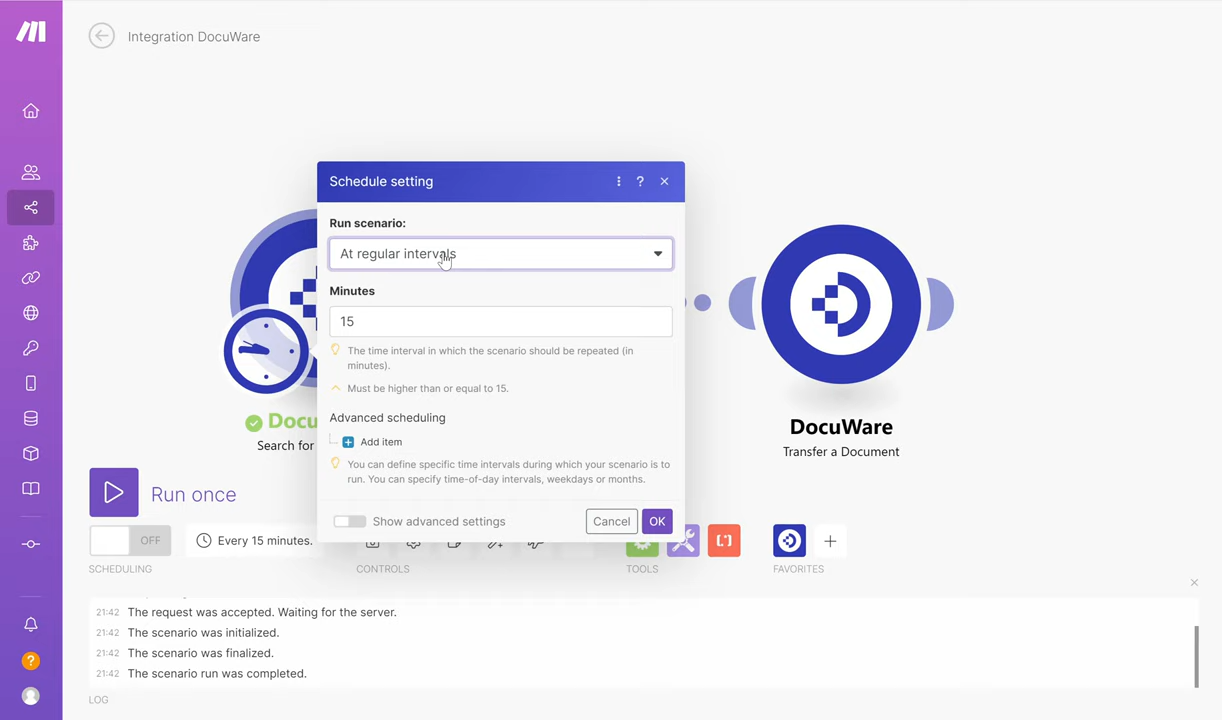 Integration DocuWare
Schedule setting
?
Run scenario:
At regular intervals
Minutes
15
The time interval in which the scenario should be repeated (in
minutes).
Must be higher than or equal to 15.
Advanced scheduling
Add item
You can define specific time intervals during which your scenario is to
run. You can specify time-of-day intervals, weekdays or months.
Show advanced settings
Cancel
OK
Docu
Search for
DocuWare
Transfer a Document
Run once
OFF
Every 15 minutes.
SCHEDULING
CONTROLS
TOOLS
FAVORITES
21:42 The request was accepted. Waiting for the server.
21:42 The scenario was initialized.
21:42 The scenario was finalized.
21:42 The scenario run was completed.
LOG
?